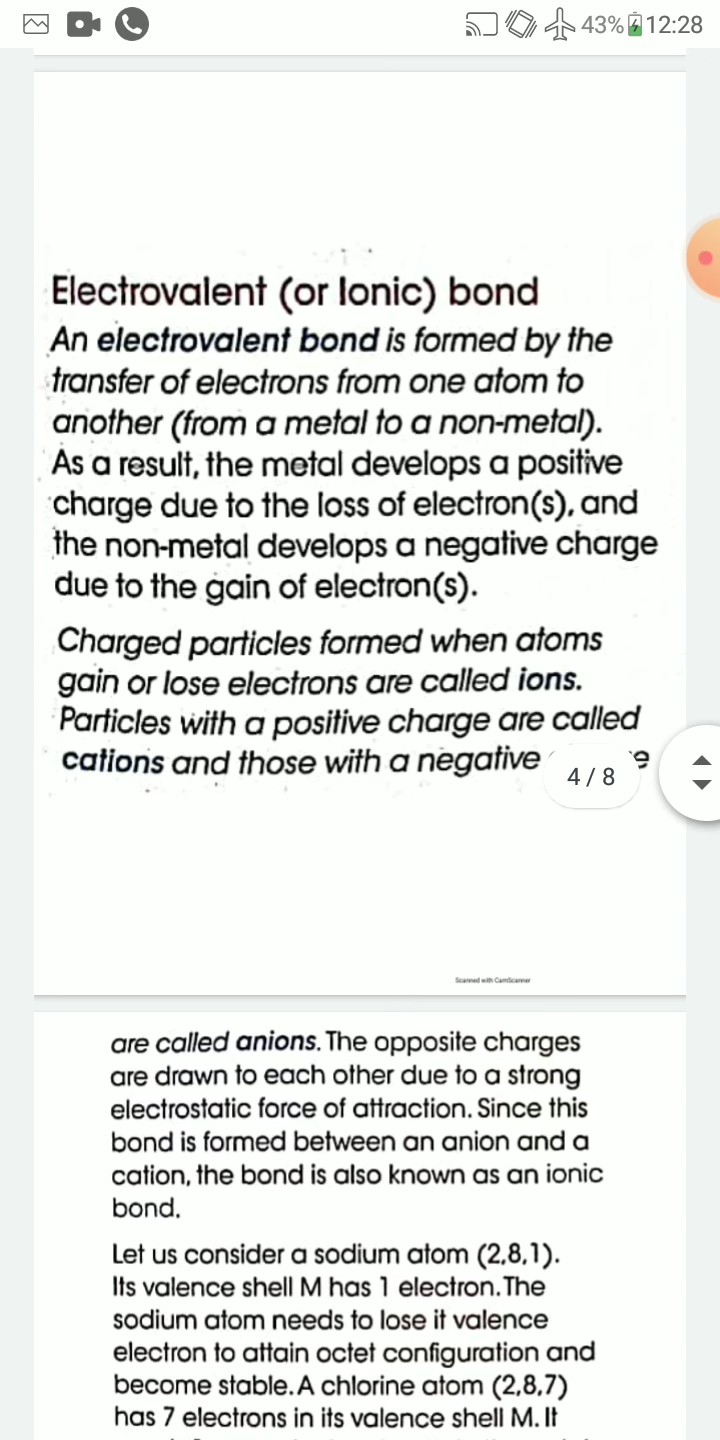 43% 12:28
Electrovalent (or Ionic) bond
An electrovalent bond is formed by the
transfer of electrons from one atom to
another (from a metal to a non-metal).
As a result, the metal develops a positive
charge due to the loss of electron(s), and
the non-metal develops a negative charge
due to the gain of electron(s).
Charged particles formed when atoms
gain or lose electrons are called ions.
Particles with a positive charge are called
cations and those with a negative
4 / 8
Scanned with CamScanner
are called anions. The opposite charges
are drawn to each other due to a strong
electrostatic force of attraction. Since this
bond is formed between an anion and a
cation, the bond is also known as an ionic
bond.
Let us consider a sodium atom (2,8,1).
Its valence shell M has 1 electron. The
sodium atom needs to lose it valence
electron to attain octet configuration and
become stable. A chlorine atom (2,8,7)
has 7 electrons in its valence shell M. It